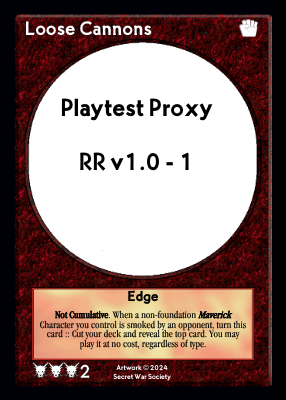 Loose Cannons
Playtest Proxy
RR v1.0 - 1
Edge
Not Cumulative. When a non-foundation Maverick
Character you control is smoked by an opponent, turn this
card :: Cut your deck and reveal the top card. You may
play it at no cost, regardless of type.
2
Artwork © 2024
Secret War Society